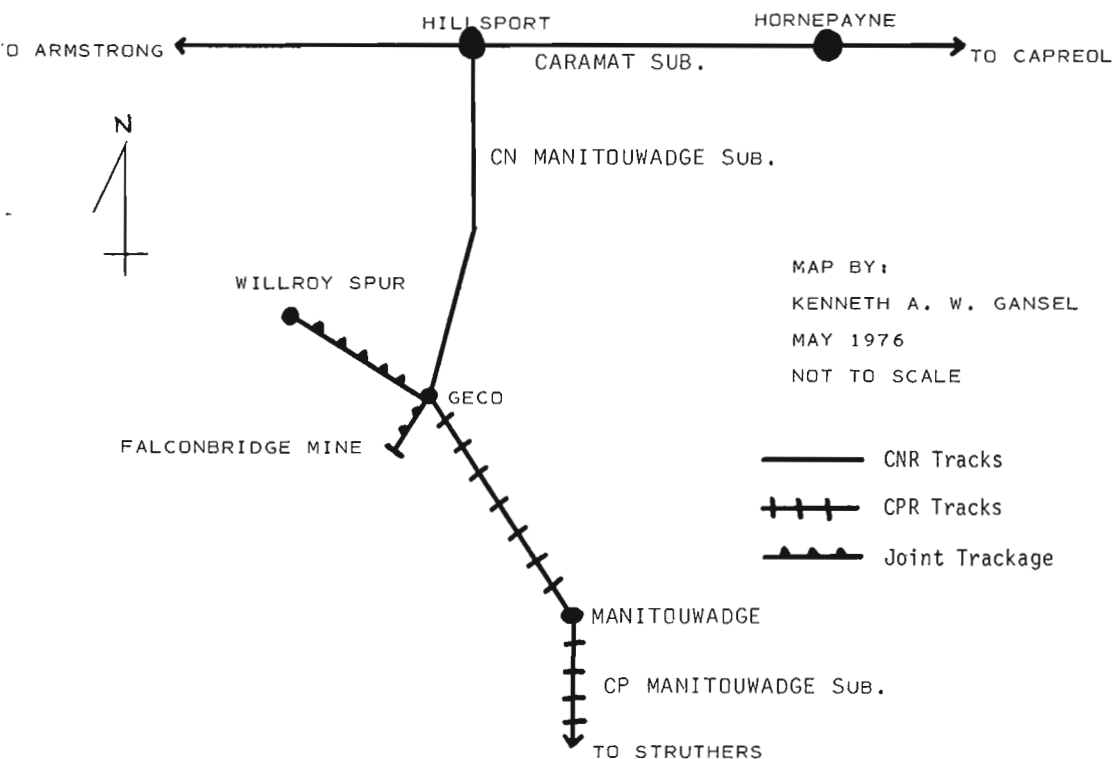 HILLSPORT
HORNEPAYNE
O ARMSTRONG
CARAMAT SUB.
TO CAPREOL
N
CN MANITOUWADGE SUB.
WILLROY SPUR
MAP BY:
KENNETH A. W. GANSEL
MAY 1976
NOT TO SCALE
GECO
FALCONBRIDGE MINE
CNR Tracks
CPR Tracks
Joint Trackage
MANITOUWADGE
CP MANITOUWADGE SUB.
TO STRUTHERS